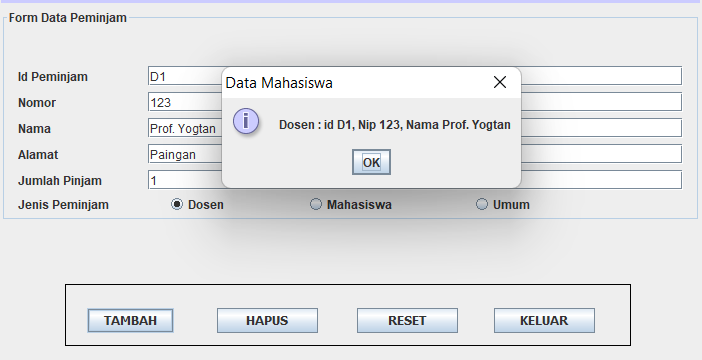 Form Data Peminjam
Data Mahasiswa
Dosen : id D1, Nip 123, Nama Prof. Yogtan
OK
Id Peminjam D1
Nomor 123
Nama Prof. Yogtan
Alamat Paingan
Jumlah Pinjam 1
Jenis Peminjam Dosen Mahasiswa Umum
TAMBAH HAPUS RESET KELUAR